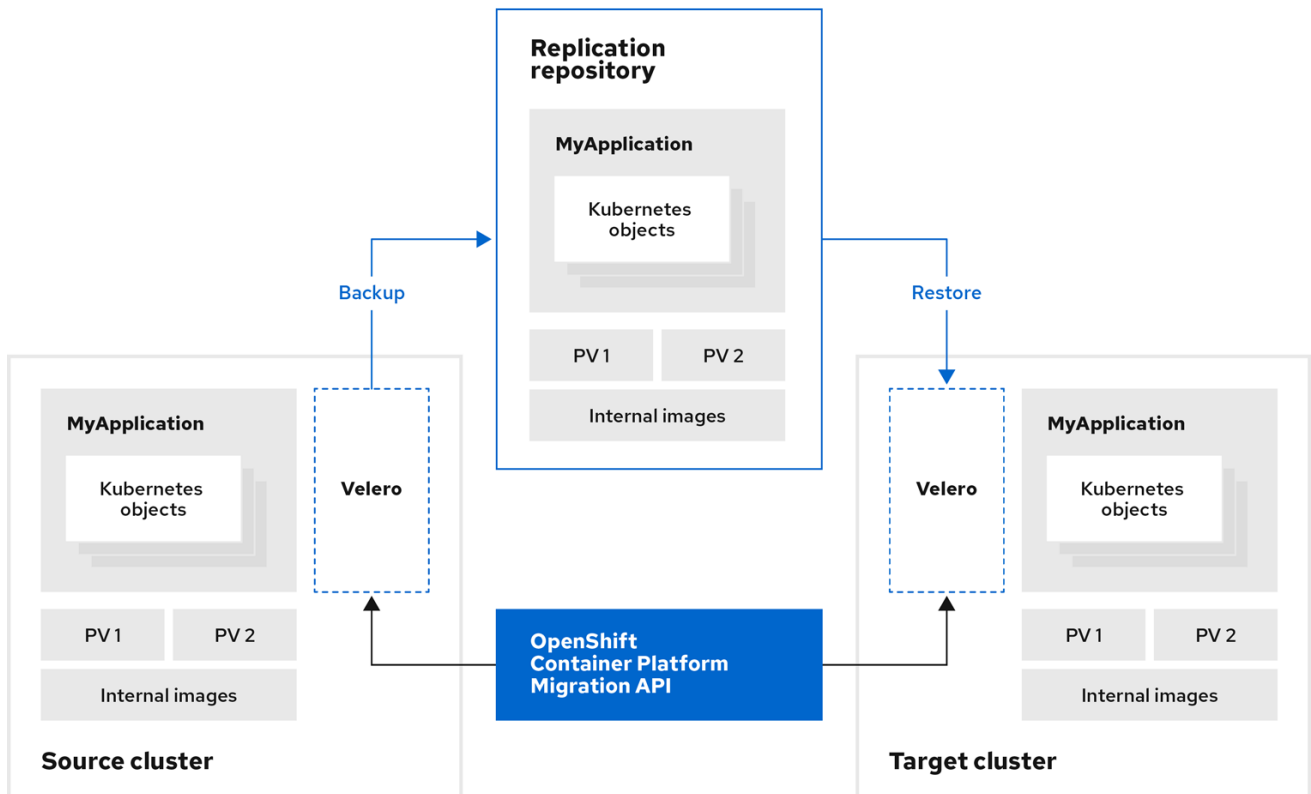 Replication
repository
MyApplication
Kubernetes
objects
Backup
Restore
PV 1
PV 2
Internal images
MyApplication
Kubernetes
objects
Velero
PV 1
PV 2
Internal images
Source cluster
OpenShift
Container Platform
Migration API
Velero
MyApplication
Kubernetes
objects
PV 1
PV 2
Internal images
Target cluster